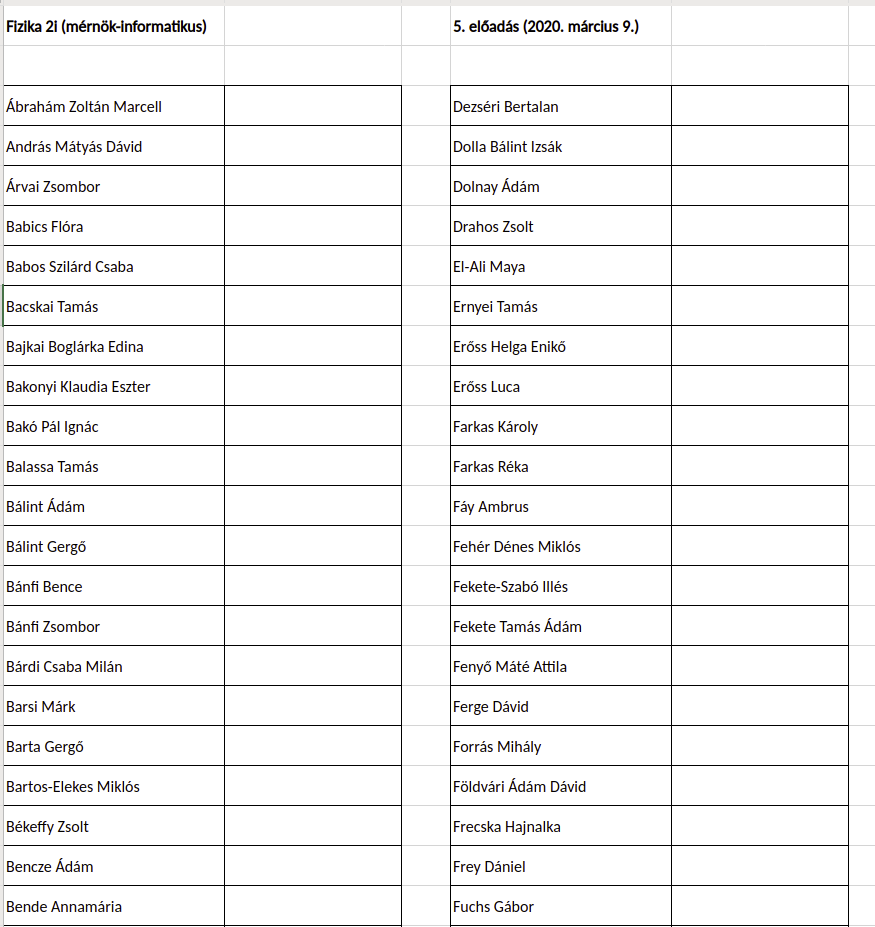 Fizika 2i (mérnök-informatikus)
5. előadás (2020. március 9.)
Ábrahám Zoltán Marcell
Dezséri Bertalan
András Mátyás Dávid
Dolla Bálint Izsák
Árvai Zsombor
Dolnay Ádám
Babics Flóra
Drahos Zsolt
Babos Szilárd Csaba
El-Ali Maya
Bacskai Tamás
Ernyei Tamás
Bajkai Boglárka Edina
Erőss Helga Enikő
Bakonyi Klaudia Eszter
Erőss Luca
Bakó Pál Ignác
Farkas Károly
Balassa Tamás
Farkas Réka
Bálint Ádám
Fáy Ambrus
Bálint Gergő
Fehér Dénes Miklós
Bánfi Bence
Fekete-Szabó Illés
Bánfi Zsombor
Fekete Tamás Ádám
Bárdi Csaba Milán
Fenyő Máté Attila
Barsi Márk
Ferge Dávid
Barta Gergő
Forrás Mihály
Bartos-Elekes Miklós
Földvári Ádám Dávid
Békeffy Zsolt
Frecska Hajnalka
Bencze Ádám
Frey Dániel
Bende Annamária
Fuchs Gábor